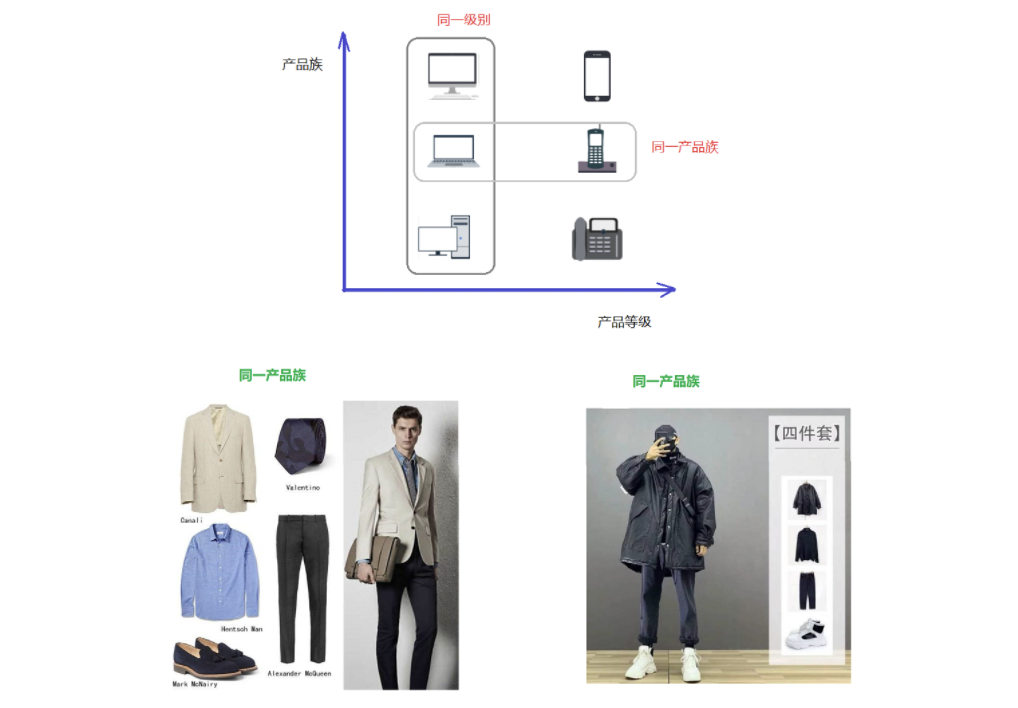 同一级别
产品族
同一产品族
产品等级
同一产品族
同一产品族
【四件套】
Valentino
Canali
Hentsch Man
Alexander McQueen
Mark McNairy